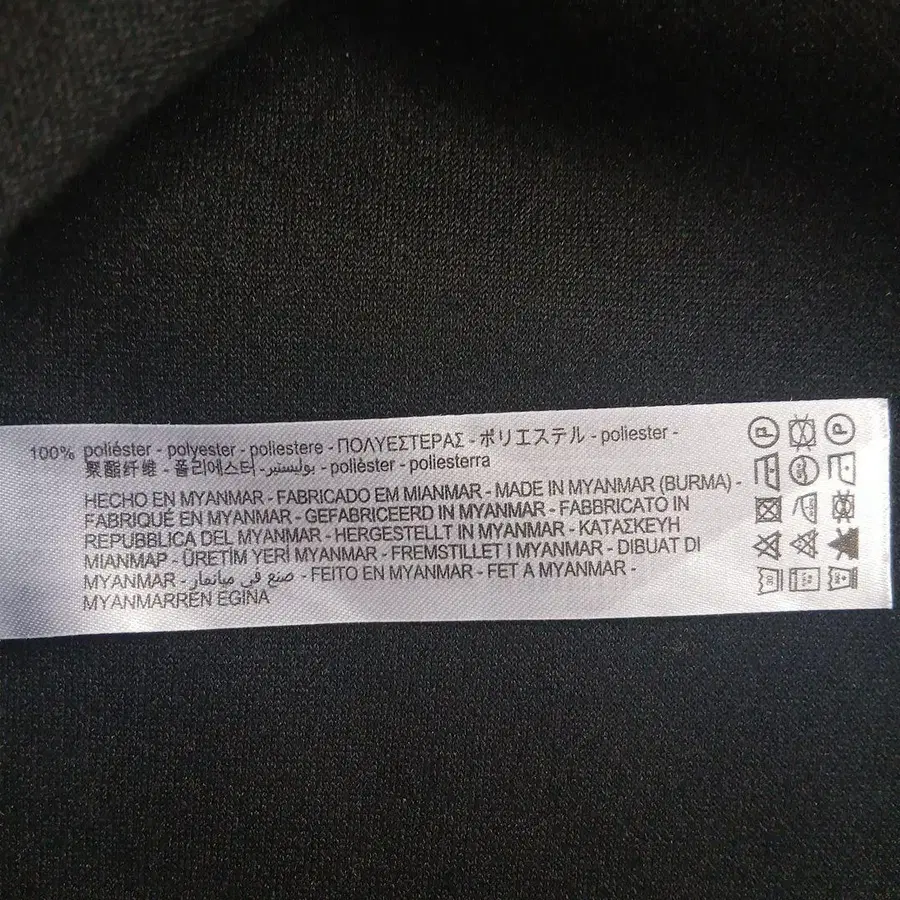 100% poliéster - polyester - poliestere - ΠΟΛΥΕΣΤΕΡΑΣ - ポリエステル - poliester -
聚酯纤维 - 폴리에스터 - بوليستير - polièster - poliesterra
HECHO EN MYANMAR - FABRICADO EM MIANMAR - MADE IN MYANMAR (BURMA) -
FABRIQUÉ EN MYANMAR - GEFABRICEERD IN MYANMAR - FABBRICATO IN
REPUBBLICA DEL MYANMAR - HERGESTELLT IN MYANMAR - ΚΑΤΑΣΚΕΥΗ
ΜΙΑΝΜΑΡ - ÜRETİM YERİ MYANMAR - FREMSTILLET I MYANMAR - DIBUAT DI
MYANMAR - صنع في ميانمار - FEITO EN MYANMAR - FET A MYANMAR -
MYANMARREN EGINA